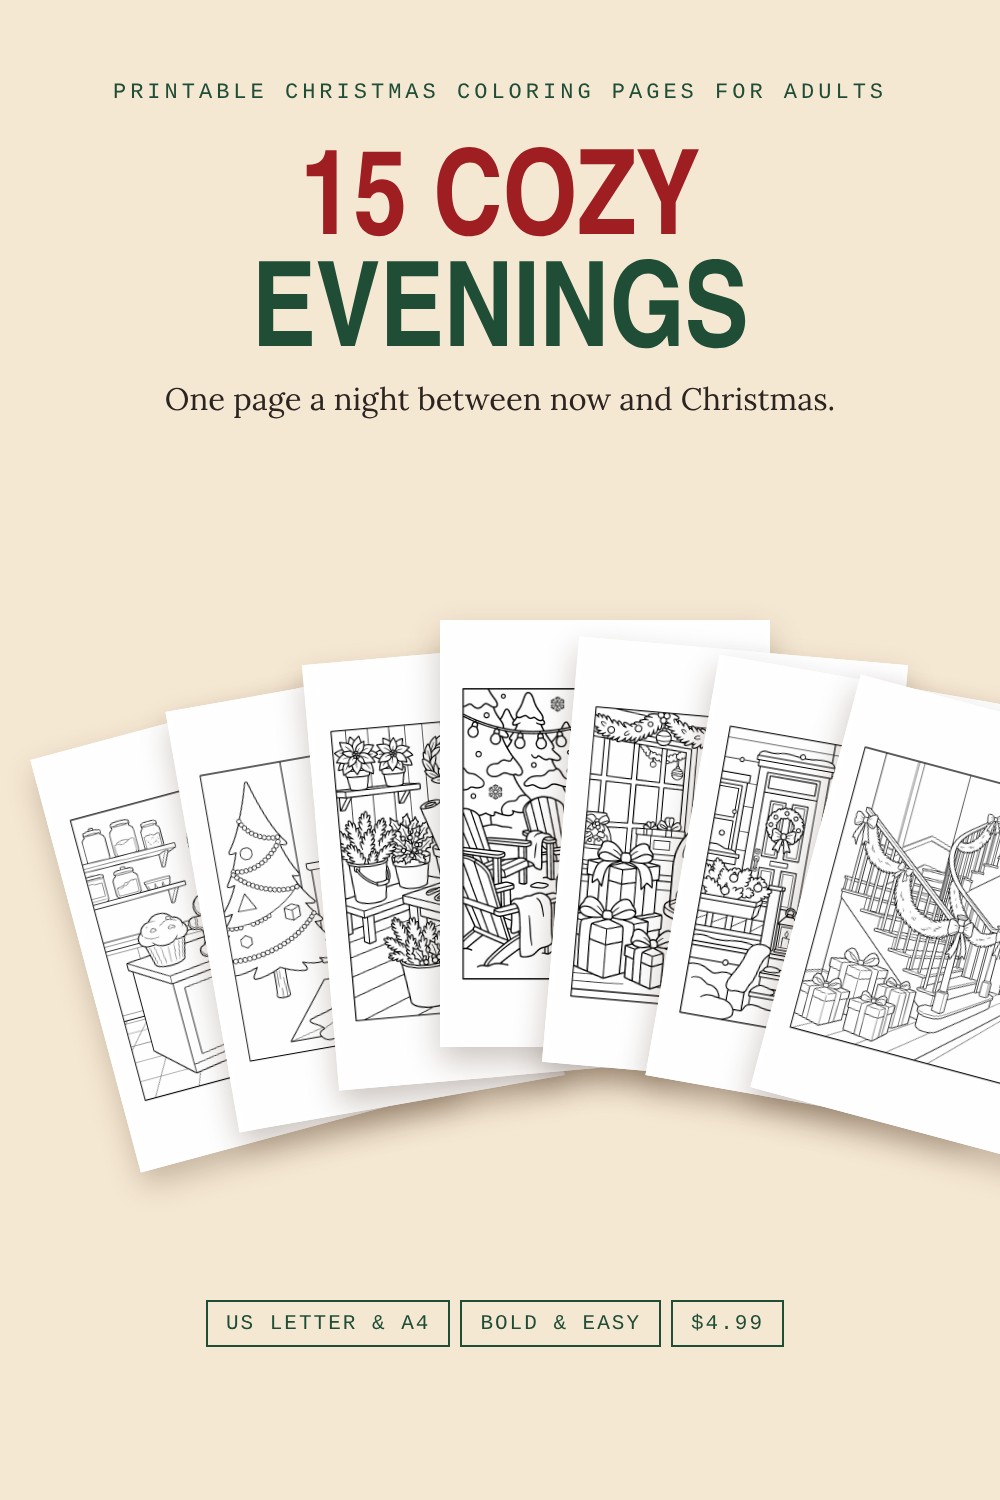 PRINTABLE CHRISTMAS COLORING PAGES FOR ADULTS
15 COZY
EVENINGS
One page a night between now and Christmas.
US LETTER & A4
BOLD & EASY
$4.99